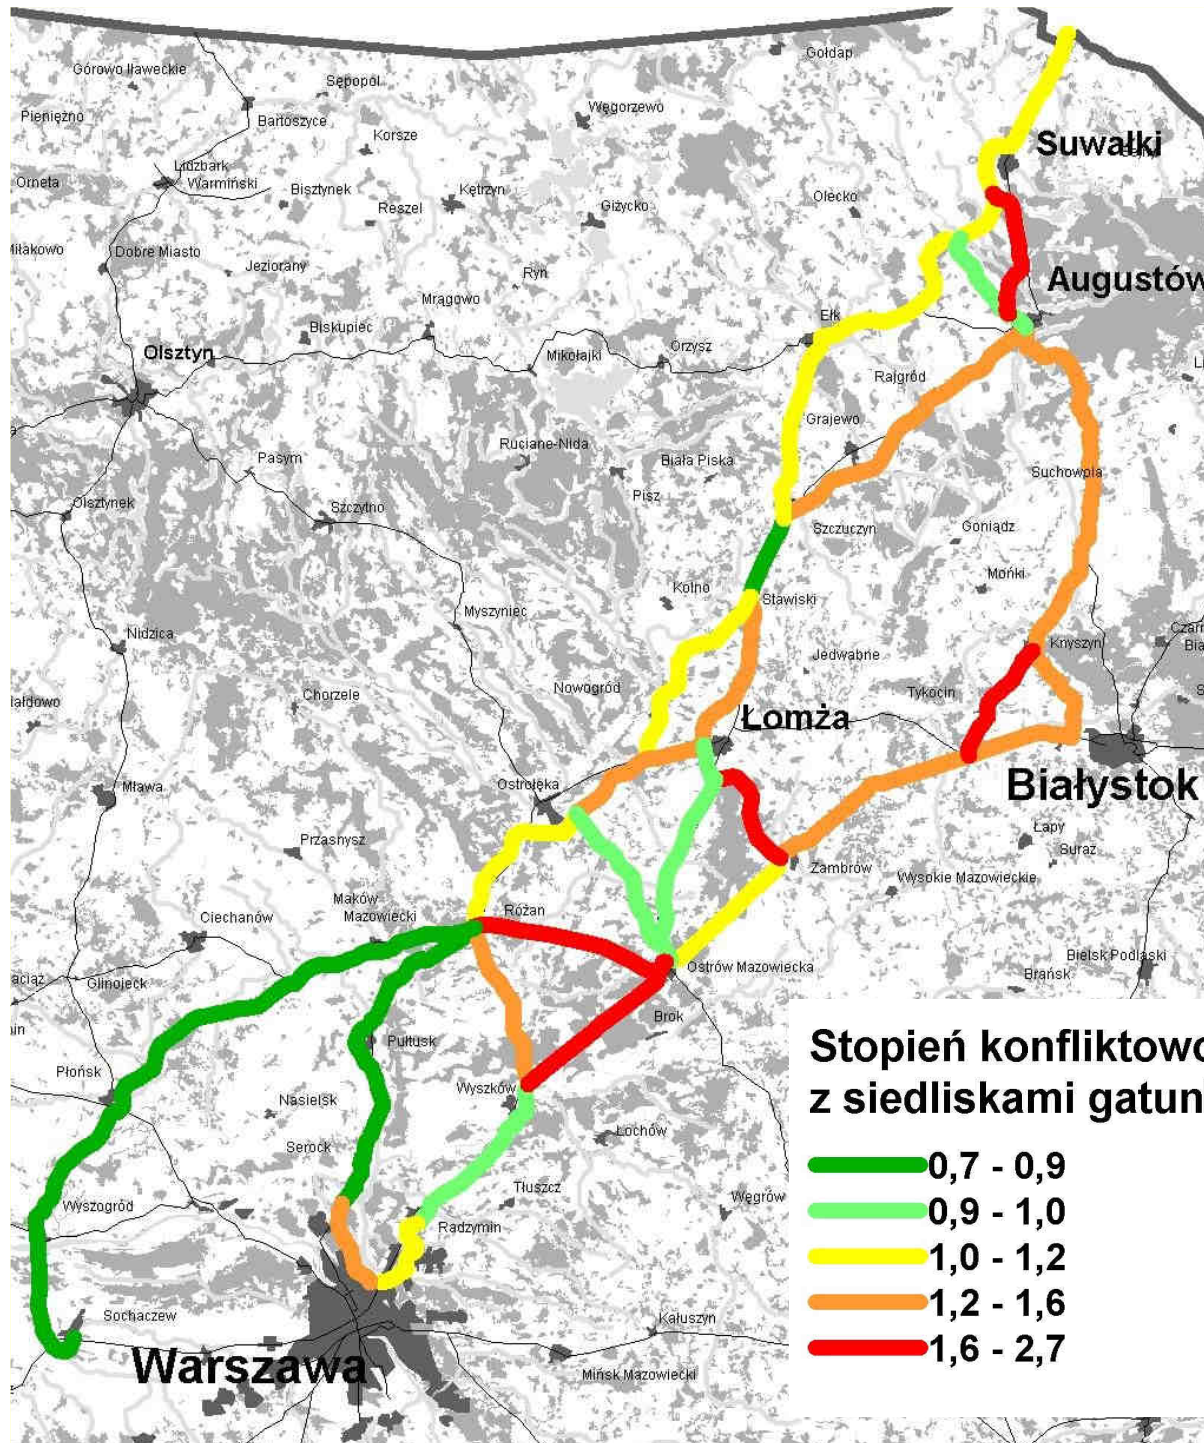 Gołdap
Górowo Iławeckie
Sępopol
Węgorzewo
Pieniężno
Bartoszyce
Korsze
Suwałki
Lidzbark
Warmiński
Orneta
Bisztynek
Kętrzyn
Reszel
Giżycko
Olecko
Miłakowo
Dobre Miasto
Jeziorany
Ryn
Augustów
Mrągowo
Biskupiec
Ełk
Olsztyn
Mikołajki
Orzysz
Rajgród
Grajewo
Ruciane-Nida
Pasym
Biała Piska
Pisz
Suchowola
Olsztynek
Szczytno
Szczuczyn
Goniądz
Mońki
Kolno
Stawiski
Myszyniec
Nidzica
Knyszyn
Jedwabne
Nowogród
Tykocin
Chorzele
Łomża
Ostrołęka
Mława
Białystok
Łapy
Suraż
Przasnysz
Zambrów
Wysokie Mazowieckie
Maków
Mazowiecki
Różan
Ciechanów
Bielsk Podlaski
Ostrów Mazowiecka
Brańsk
Glinojeck
Brok
Pułtusk
Płońsk
Wyszków
Nasielsk
Łochów
Serock
Tłuszcz
Węgrów
Wyszogród
Radzymin
Sochaczew
Kałuszyn
Warszawa
Mińsk Mazowiecki
Stopień konfliktowo
z siedliskami gatun
0,7 - 0,9
0,9 - 1,0
1,0 - 1,2
1,2 - 1,6
1,6 - 2,7